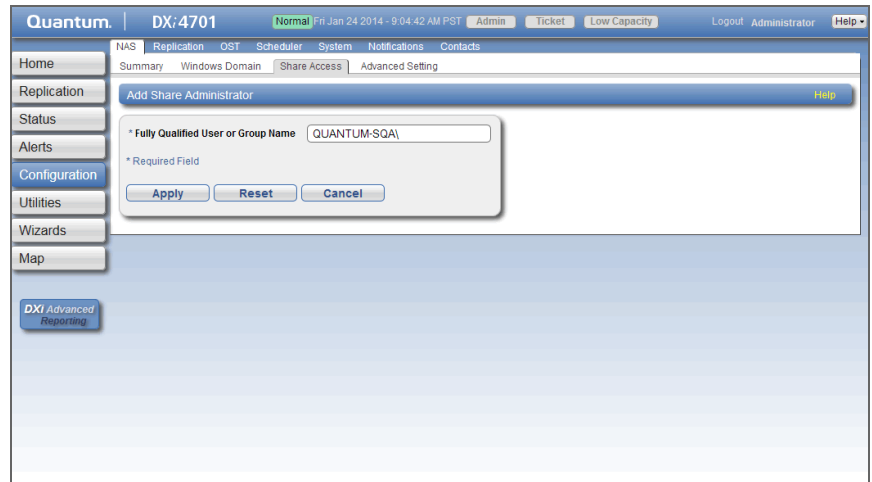 Quantum. DXi4701 Normal Fri Jan 24 2014 - 9:04:42 AM PST Admin Ticket Low Capacity Logout Administrator Help
NAS Replication OST Scheduler System Notifications Contacts
Summary Windows Domain Share Access Advanced Setting
Home
Replication
Status
Alerts
Configuration
Utilities
Wizards
Map
DXi Advanced
Reporting
Add Share Administrator Help
* Fully Qualified User or Group Name QUANTUM-SQA\
* Required Field
Apply Reset Cancel